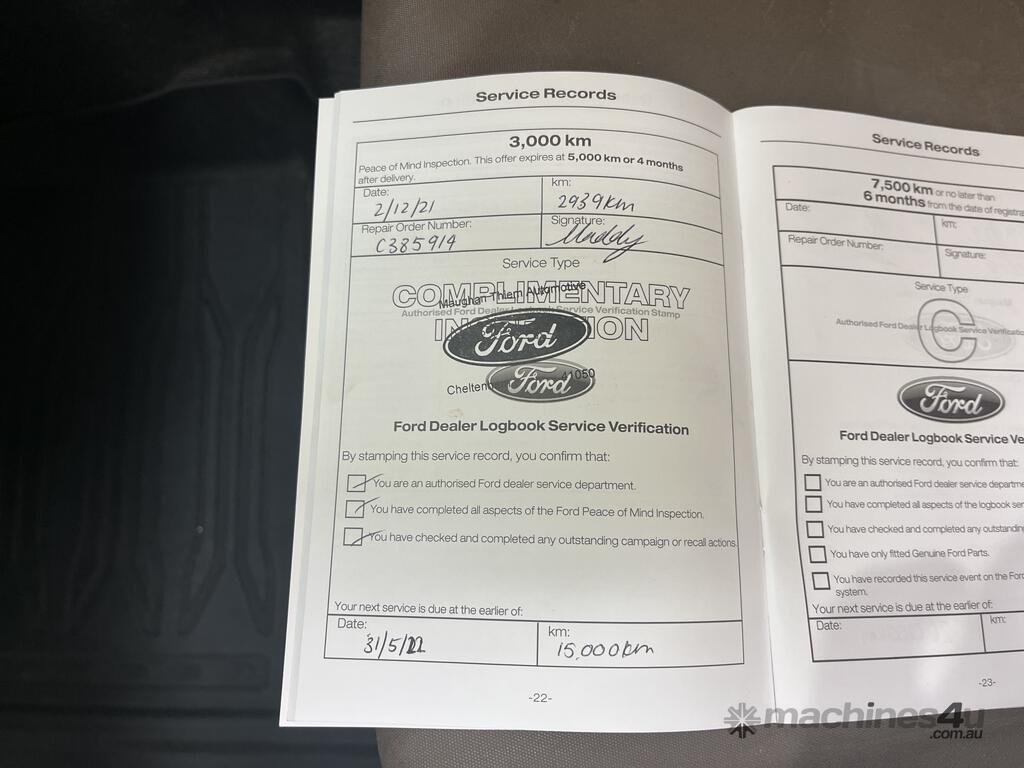 Service Records
3,000 km
Peace of Mind Inspection. This offer expires at 5,000 km or 4 months
after delivery.
Date:
2/12/21
km:
2939km
Repair Order Number:
C385914
Signature:
Maddy
Service Type
COMPLIMENTARY
Maughan Thiem Automotive
Authorised Ford Dealer Logbook Service Verification Stamp
Ford
Ford
41050
Ford Dealer Logbook Service Verification
By stamping this service record, you confirm that:
You are an authorised Ford dealer service department.
You have completed all aspects of the Ford Peace of Mind Inspection.
You have checked and completed any outstanding campaign or recall actions.
Your next service is due at the earlier of:
Date:
31/5/22
km:
15,000km
-22-
Service Records
7,500 km or no later than
6 months from the date of
Date:
km:
Repair Order Number:
Signature:
Service Type
C
Authorised Ford Dealer Logbook Service
Ford
Ford Dealer Logbook Service
By stamping this service record, you confirm that:
You are an authorised Ford dealer service
You have completed all aspects of the logbook
You have checked and completed any
You have only fitted Genuine Ford Parts.
You have recorded this service event on the
system.
Your next service is due at the earlier of:
Date:
km:
-23-
machines4u
.com.au